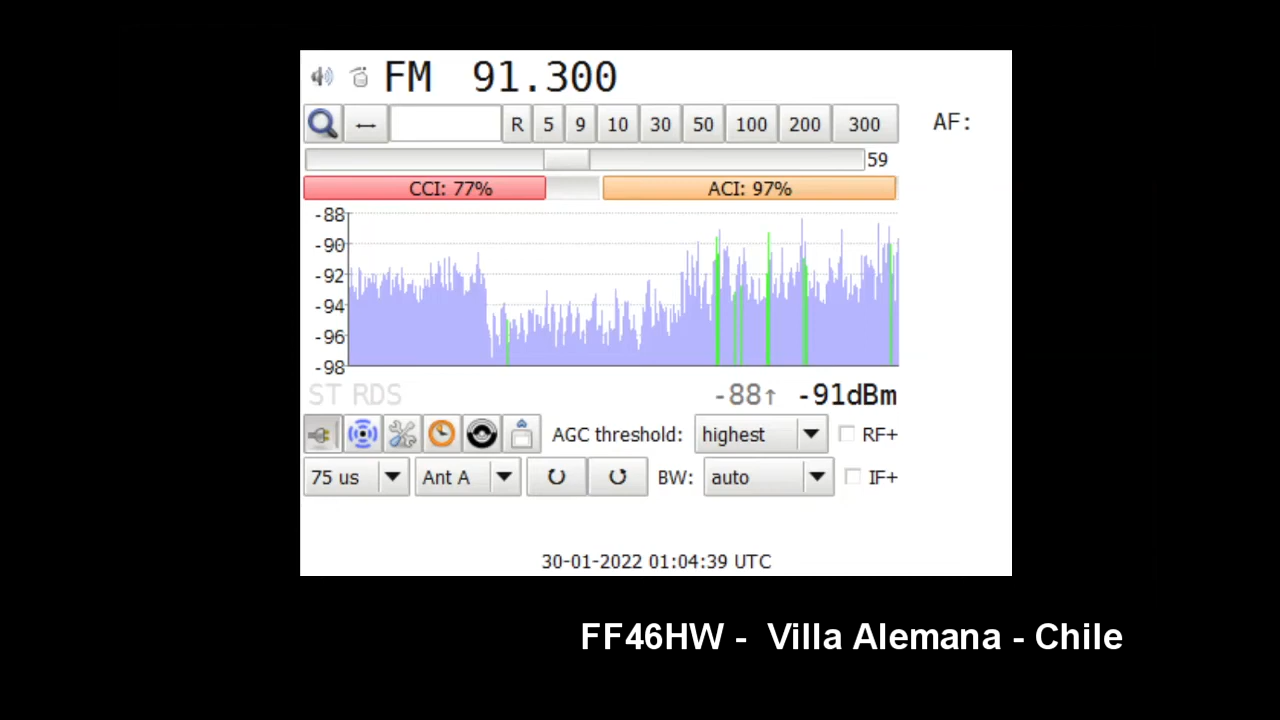 FM 91.300
R 5 9 10 30 50 100 200 300 AF:
59
CCI: 77% ACI: 97%
-88
-90
-92
-94
-96
-98
ST RDS -88↑ -91dBm
AGC threshold: highest RF+
75 us Ant A BW: auto IF+
30-01-2022 01:04:39 UTC
FF46HW - Villa Alemana - Chile